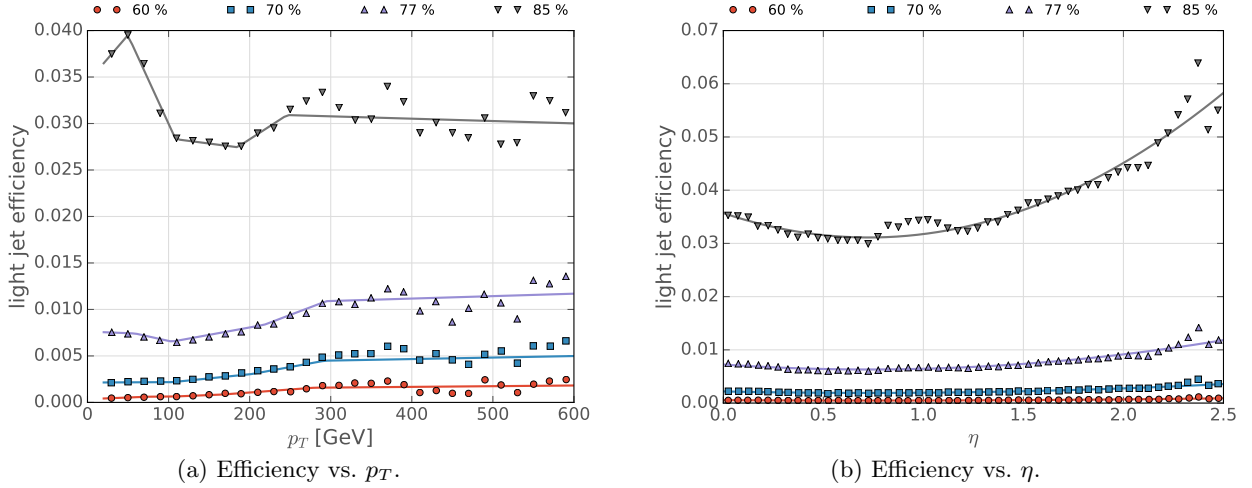 60 % 70 % 77 % 85 %
0.040
0.035
0.030
0.025
0.020
0.015
0.010
0.005
0.000
light jet efficiency
0 100 200 300 400 500 600
p_T [GeV]
(a) Efficiency vs. p_T.
60 % 70 % 77 % 85 %
0.07
0.06
0.05
0.04
0.03
0.02
0.01
0.00
light jet efficiency
0.0 0.5 1.0 1.5 2.0 2.5
η
(b) Efficiency vs. η.